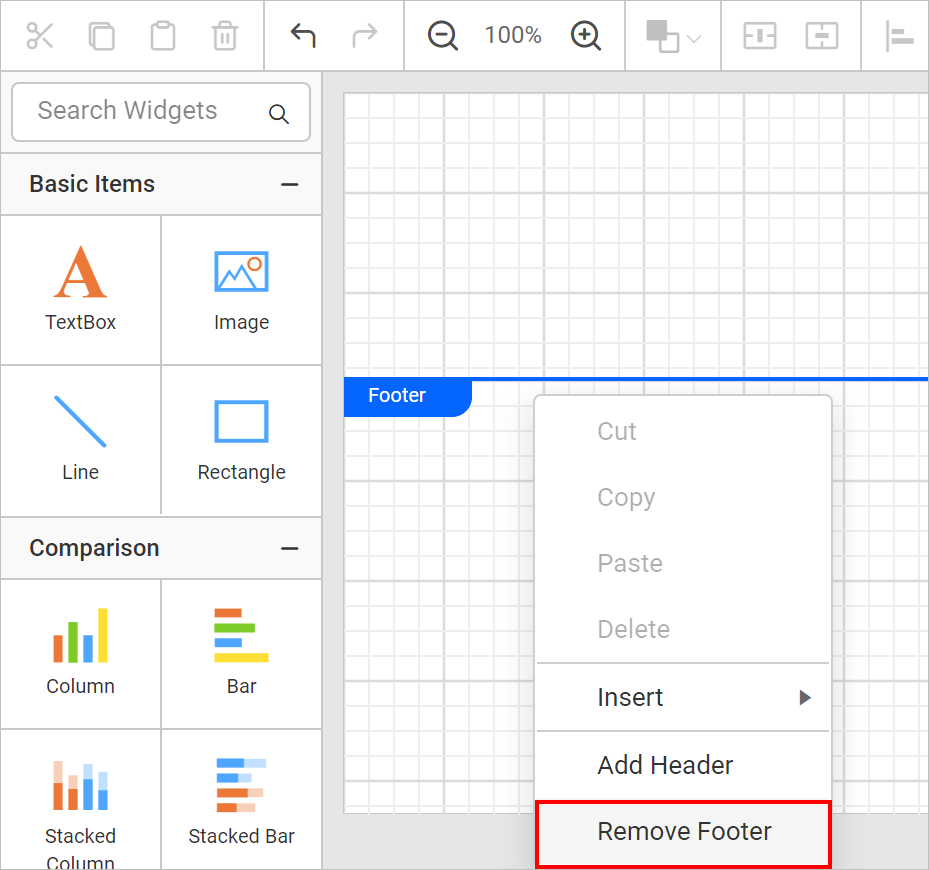 100%
Search Widgets
Basic Items
TextBox
Image
Line
Rectangle
Comparison
Column
Bar
Stacked
Column
Stacked Bar
Footer
Cut
Copy
Paste
Delete
Insert
Add Header
Remove Footer